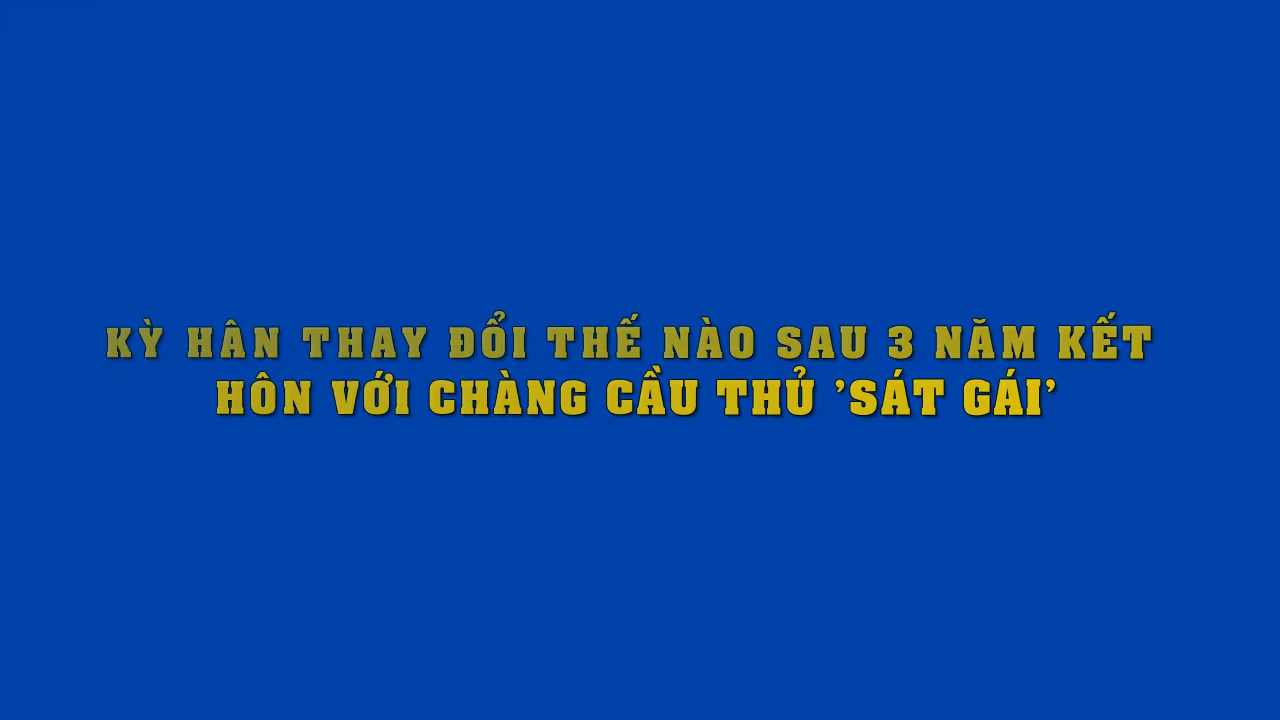 KỲ HÂN THAY ĐỔI THẾ NÀO SAU 3 NĂM KẾT
HÔN VỚI CHÀNG CẦU THỦ 'SÁT GÁI'